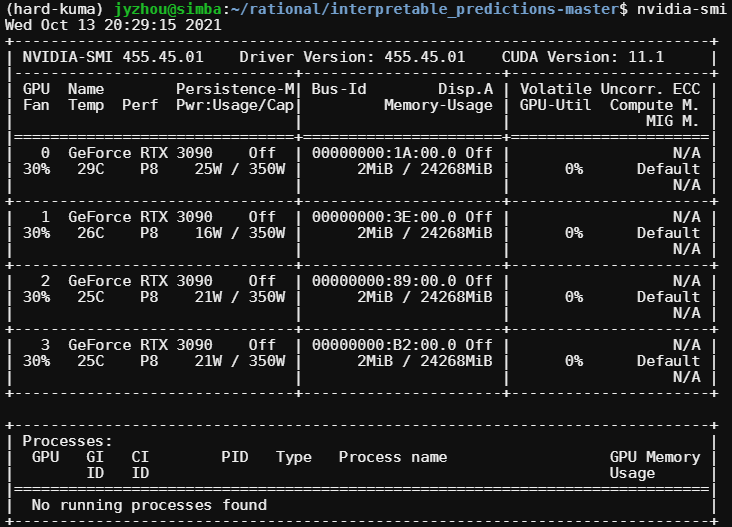 (hard-kuma) jyzhou@simba:~/rational/interpretable_predictions-master$ nvidia-smi
Wed Oct 13 20:29:15 2021
+-----------------------------------------------------------------------------+
| NVIDIA-SMI 455.45.01    Driver Version: 455.45.01    CUDA Version: 11.1     |
|-------------------------------+----------------------+----------------------+
| GPU  Name        Persistence-M| Bus-Id        Disp.A | Volatile Uncorr. ECC |
| Fan  Temp  Perf  Pwr:Usage/Cap|         Memory-Usage | GPU-Util  Compute M. |
|                               |                      |               MIG M. |
|===============================+======================+======================|
|   0  GeForce RTX 3090    Off  | 00000000:1A:00.0 Off |                  N/A |
| 30%   29C    P8    25W / 350W |      2MiB / 24268MiB |      0%      Default |
|                               |                      |                  N/A |
+-------------------------------+----------------------+----------------------+
|   1  GeForce RTX 3090    Off  | 00000000:3E:00.0 Off |                  N/A |
| 30%   26C    P8    16W / 350W |      2MiB / 24268MiB |      0%      Default |
|                               |                      |                  N/A |
+-------------------------------+----------------------+----------------------+
|   2  GeForce RTX 3090    Off  | 00000000:89:00.0 Off |                  N/A |
| 30%   25C    P8    21W / 350W |      2MiB / 24268MiB |      0%      Default |
|                               |                      |                  N/A |
+-------------------------------+----------------------+----------------------+
|   3  GeForce RTX 3090    Off  | 00000000:B2:00.0 Off |                  N/A |
| 30%   25C    P8    21W / 350W |      2MiB / 24268MiB |      0%      Default |
|                               |                      |                  N/A |
+-------------------------------+----------------------+----------------------+

+-----------------------------------------------------------------------------+
| Processes:                                                                  |
|  GPU   GI   CI        PID   Type   Process name                  GPU Memory |
|        ID   ID                                                   Usage      |
|=============================================================================|
|  No running processes found                                                 |
+-----------------------------------------------------------------------------+